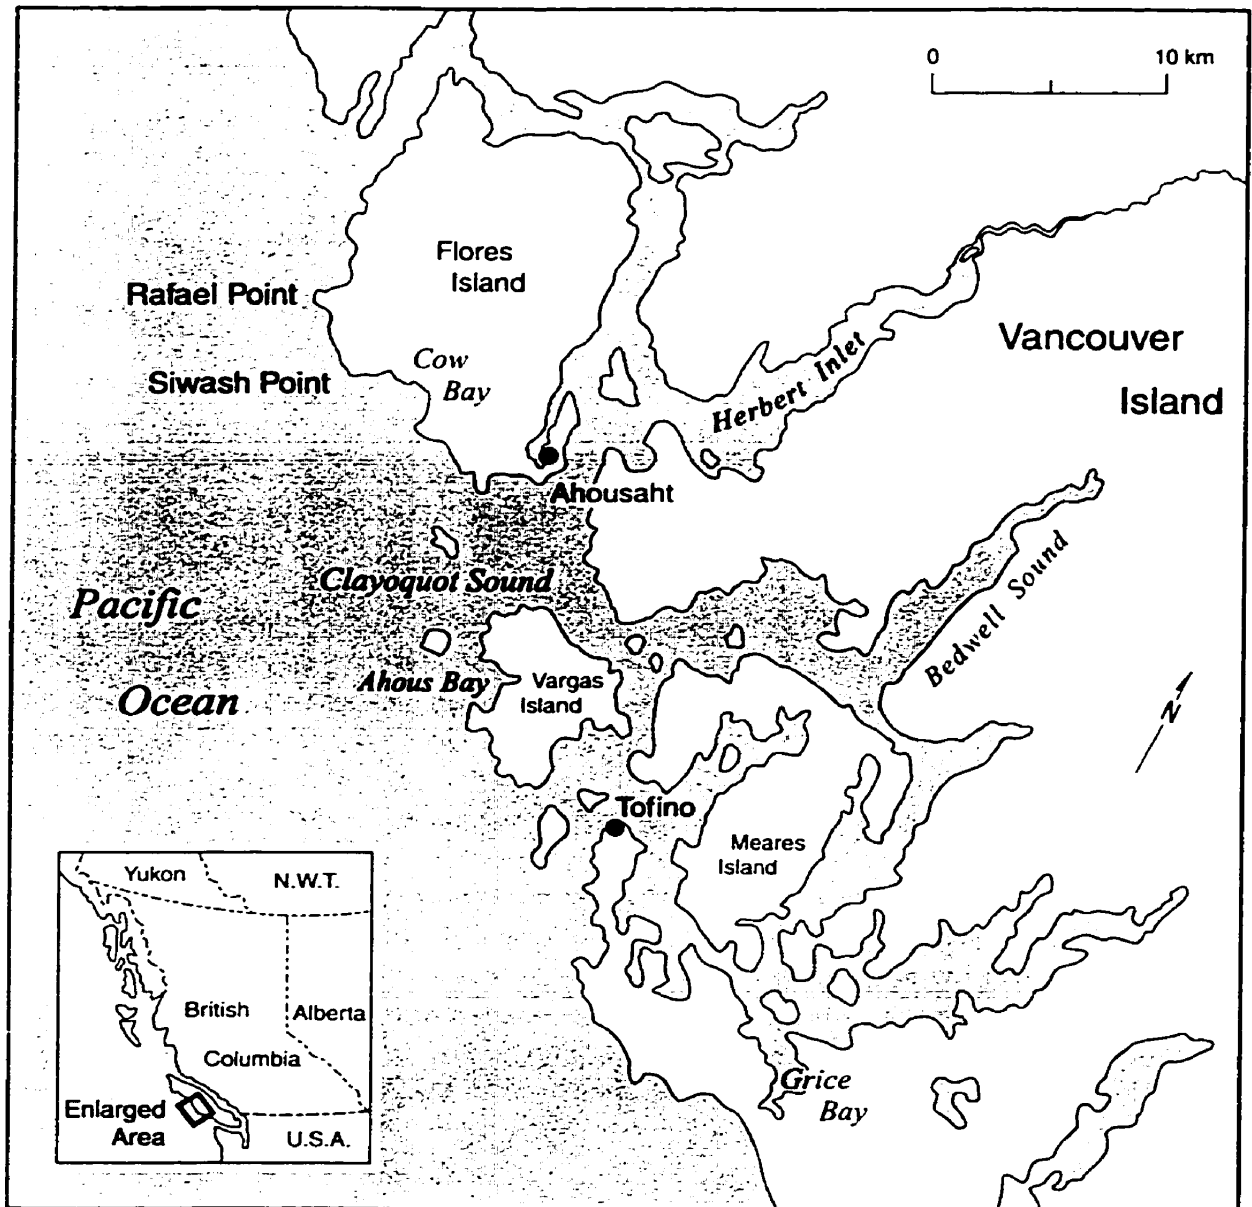 0 10 km
Flores
Island
Rafael Point
Vancouver
Island
Cow
Bay
Siwash Point
Herbert Inlet
Ahousaht
Clayoquot Sound
Pacific
Ocean
Bedwell Sound
Ahous Bay
Vargas
Island
N
Tofino
Meares
Island
Yukon
N.W.T.
British
Columbia
Alberta
Enlarged
Area
U.S.A.
Grice
Bay